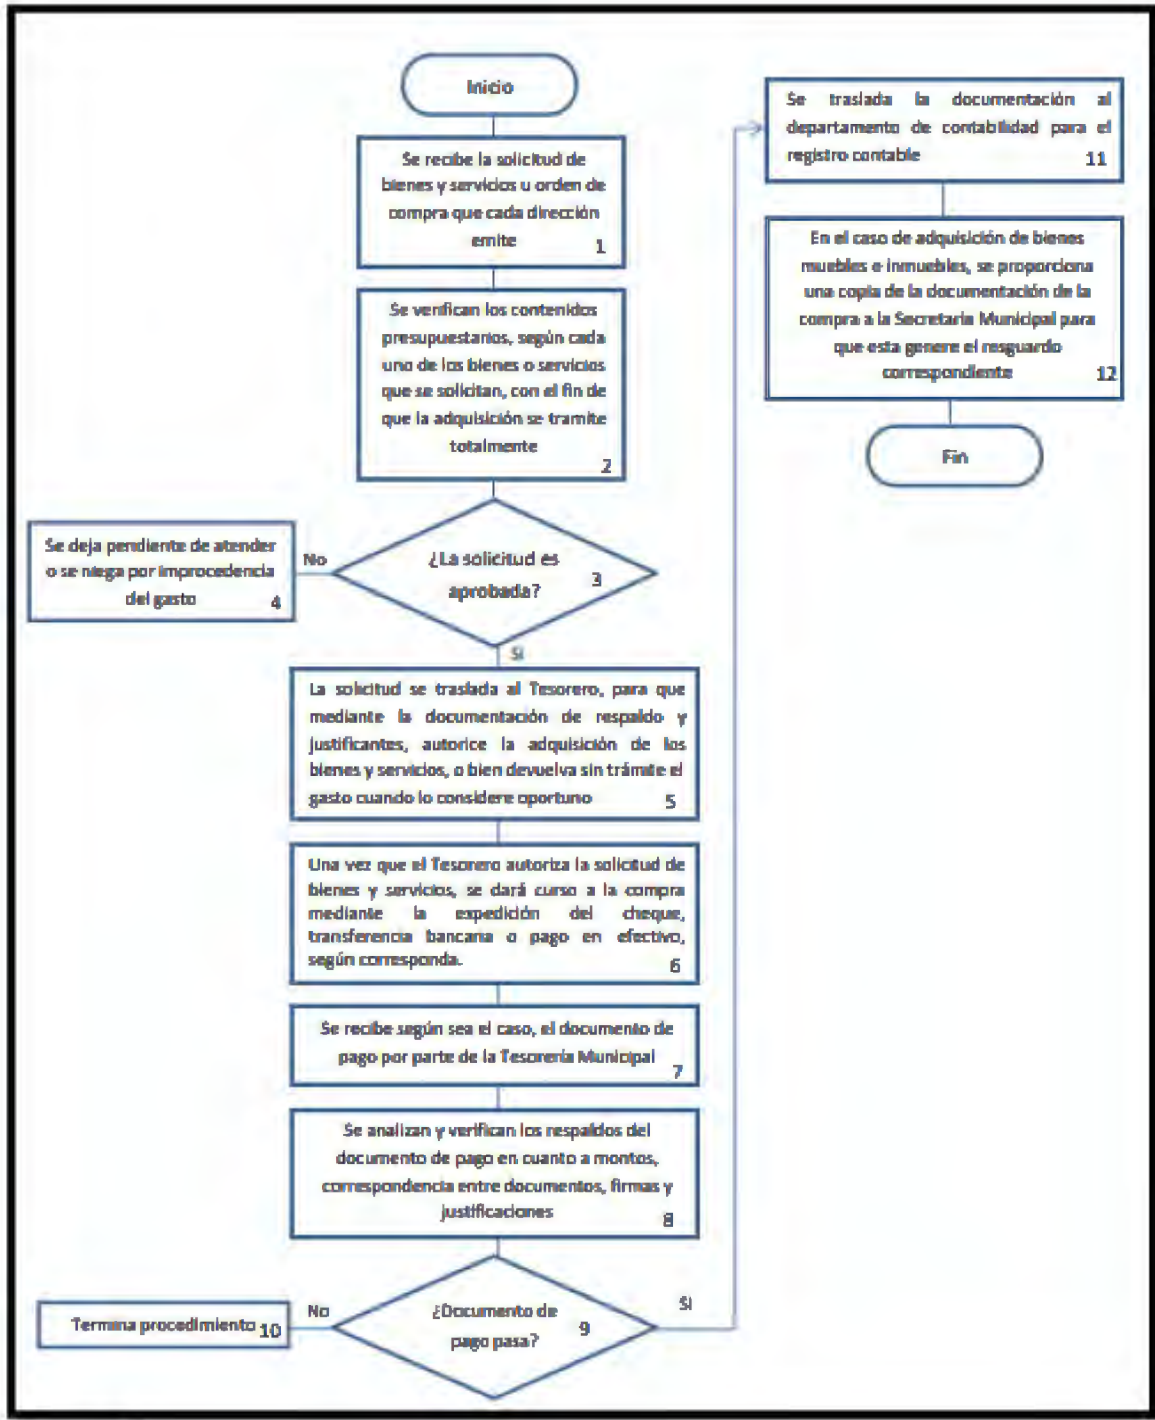 Inicio
Se recibe la solicitud de
bienes y servicios u orden de
compra que cada dirección
emite 1
Se verifican los contenidos
presupuestarios, según cada
uno de los bienes o servicios
que se solicitan, con el fin de
que la adquisición se tramite
totalmente
2
¿La solicitud es
aprobada? 3
No
Se deja pendiente de atender
o se niega por improcedencia
del gasto 4
Si
La solicitud se traslada al Tesorero, para que
mediante la documentación de respaldo y
justificantes, autorice la adquisición de los
bienes y servicios, o bien devuelva sin trámite el
gasto cuando lo considere oportuno 5
Una vez que el Tesorero autoriza la solicitud de
bienes y servicios, se dará curso a la compra
mediante la expedición del cheque,
transferencia bancaria o pago en efectivo,
según corresponda. 6
Se recibe según sea el caso, el documento de
pago por parte de la Tesorería Municipal 7
Se analizan y verifican los respaldos del
documento de pago en cuanto a montos,
correspondencia entre documentos, firmas y
justificaciones 8
¿Documento de
pago pasa? 9
No
Termina procedimiento 10
Si
Se traslada la documentación al
departamento de contabilidad para el
registro contable 11
En el caso de adquisición de bienes
muebles e inmuebles, se proporciona
una copia de la documentación de la
compra a la Secretaría Municipal para
que esta genere el resguardo
correspondiente 12
Fin